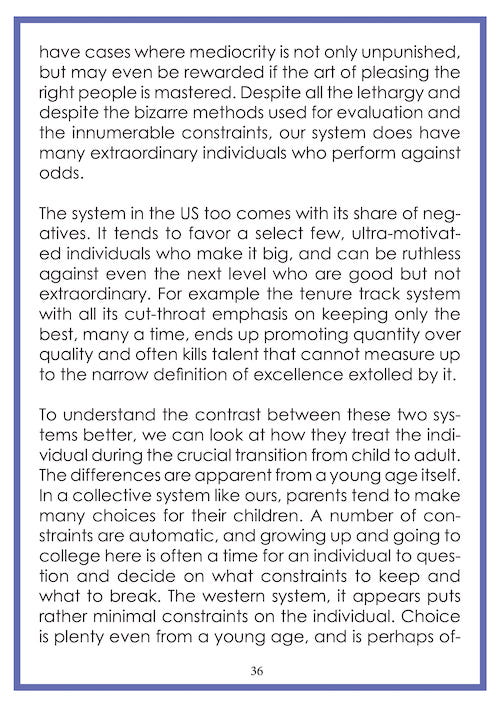 have cases where mediocrity is not only unpunished,
but may even be rewarded if the art of pleasing the
right people is mastered. Despite all the lethargy and
despite the bizarre methods used for evaluation and
the innumerable constraints, our system does have
many extraordinary individuals who perform against
odds.
The system in the US too comes with its share of neg-
atives. It tends to favor a select few, ultra-motivat-
ed individuals who make it big, and can be ruthless
against even the next level who are good but not
extraordinary. For example the tenure track system
with all its cut-throat emphasis on keeping only the
best, many a time, ends up promoting quantity over
quality and often kills talent that cannot measure up
to the narrow definition of excellence extolled by it.
To understand the contrast between these two sys-
tems better, we can look at how they treat the indi-
vidual during the crucial transition from child to adult.
The differences are apparent from a young age itself.
In a collective system like ours, parents tend to make
many choices for their children. A number of con-
straints are automatic, and growing up and going to
college here is often a time for an individual to ques-
tion and decide on what constraints to keep and
what to break. The western system, it appears puts
rather minimal constraints on the individual. Choice
is plenty even from a young age, and is perhaps of-
36